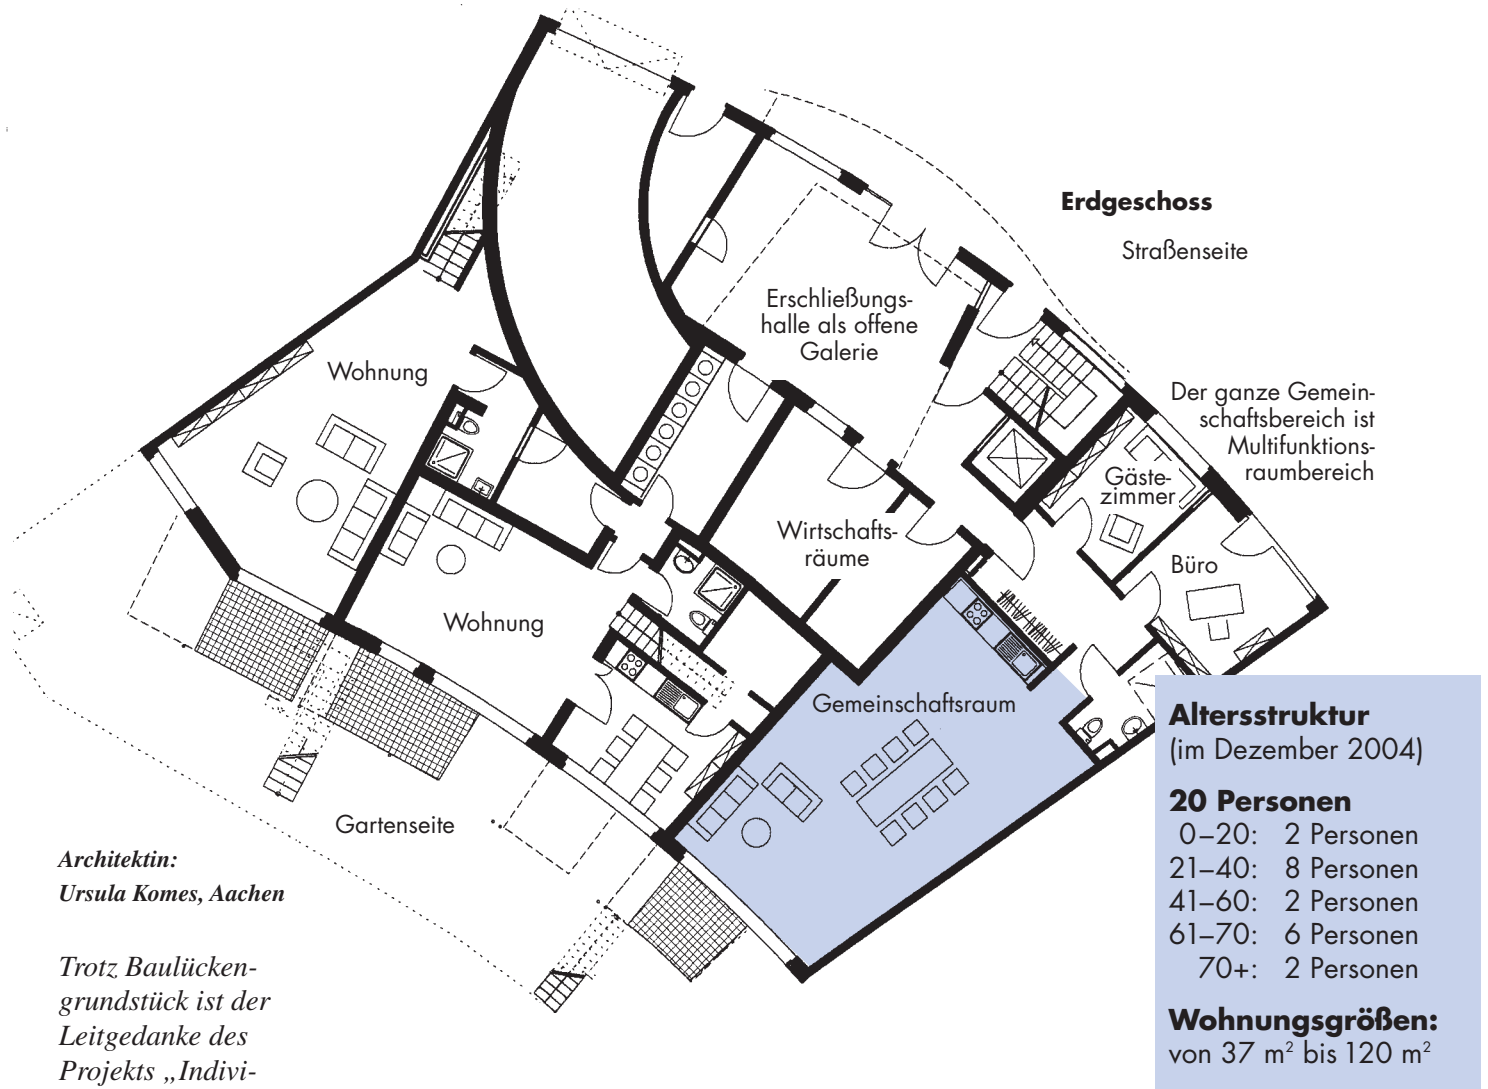 Erdgeschoss
Straßenseite
Erschließungs-
halle als offene
Galerie
Wohnung
Der ganze Gemein-
schaftsbereich ist
Multifunktions-
raumbereich
Gäste-
zimmer
Wirtschafts-
räume
Büro
Wohnung
Gemeinschaftsraum
Gartenseite
Architektin:
Ursula Komes, Aachen
Trotz Baulücken-
grundstück ist der
Leitgedanke des
Projekts „Indivi-
Altersstruktur
(im Dezember 2004)
20 Personen
0–20: 2 Personen
21–40: 8 Personen
41–60: 2 Personen
61–70: 6 Personen
70+: 2 Personen
Wohnungsgrößen:
von 37 m² bis 120 m²